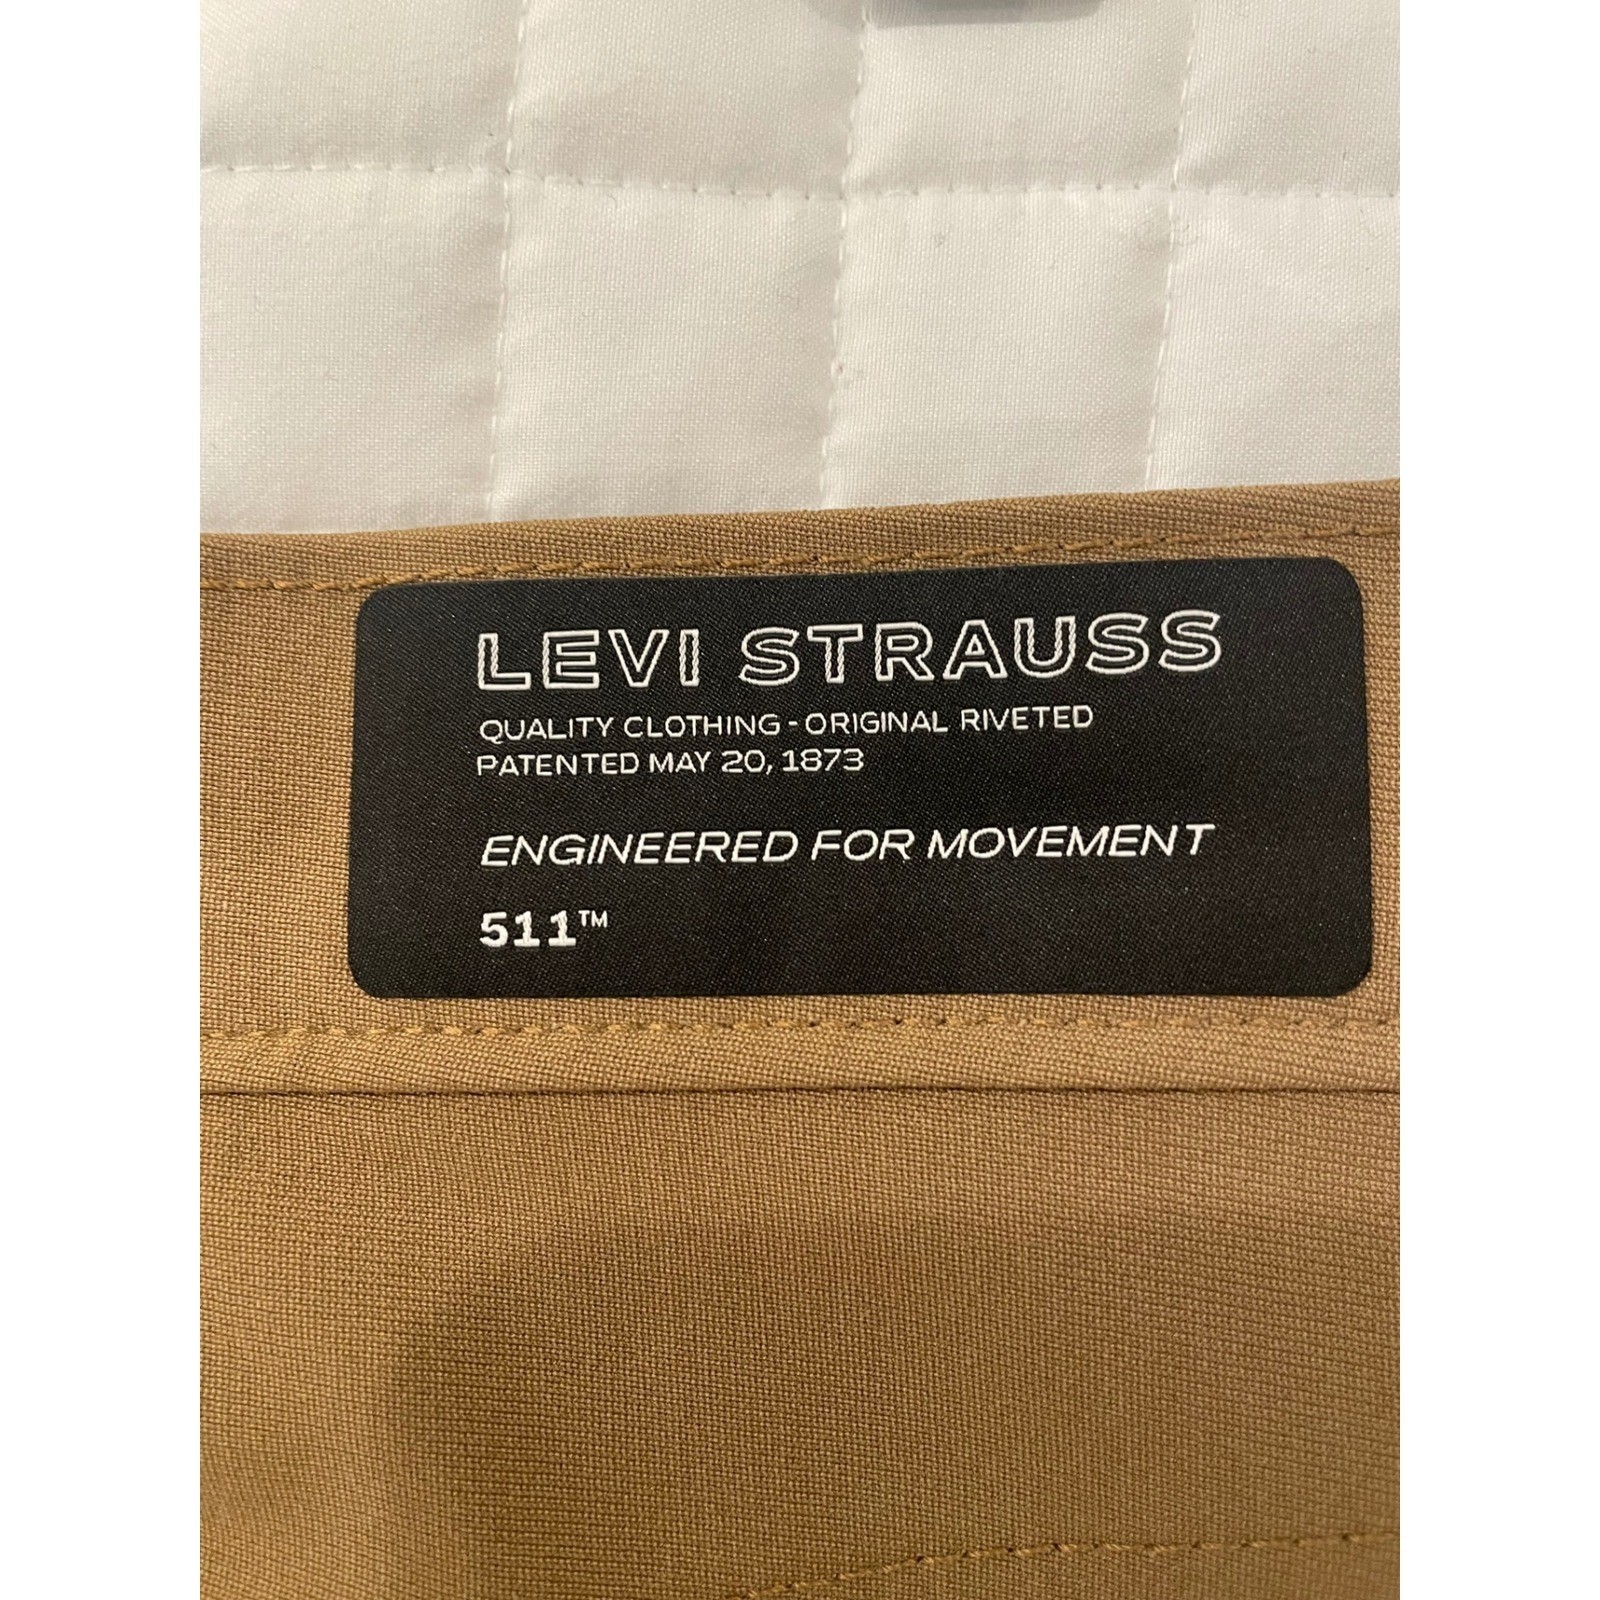 LEVI STRAUSS
QUALITY CLOTHING - ORIGINAL RIVETED
PATENTED MAY 20, 1873
ENGINEERED FOR MOVEMENT
511™